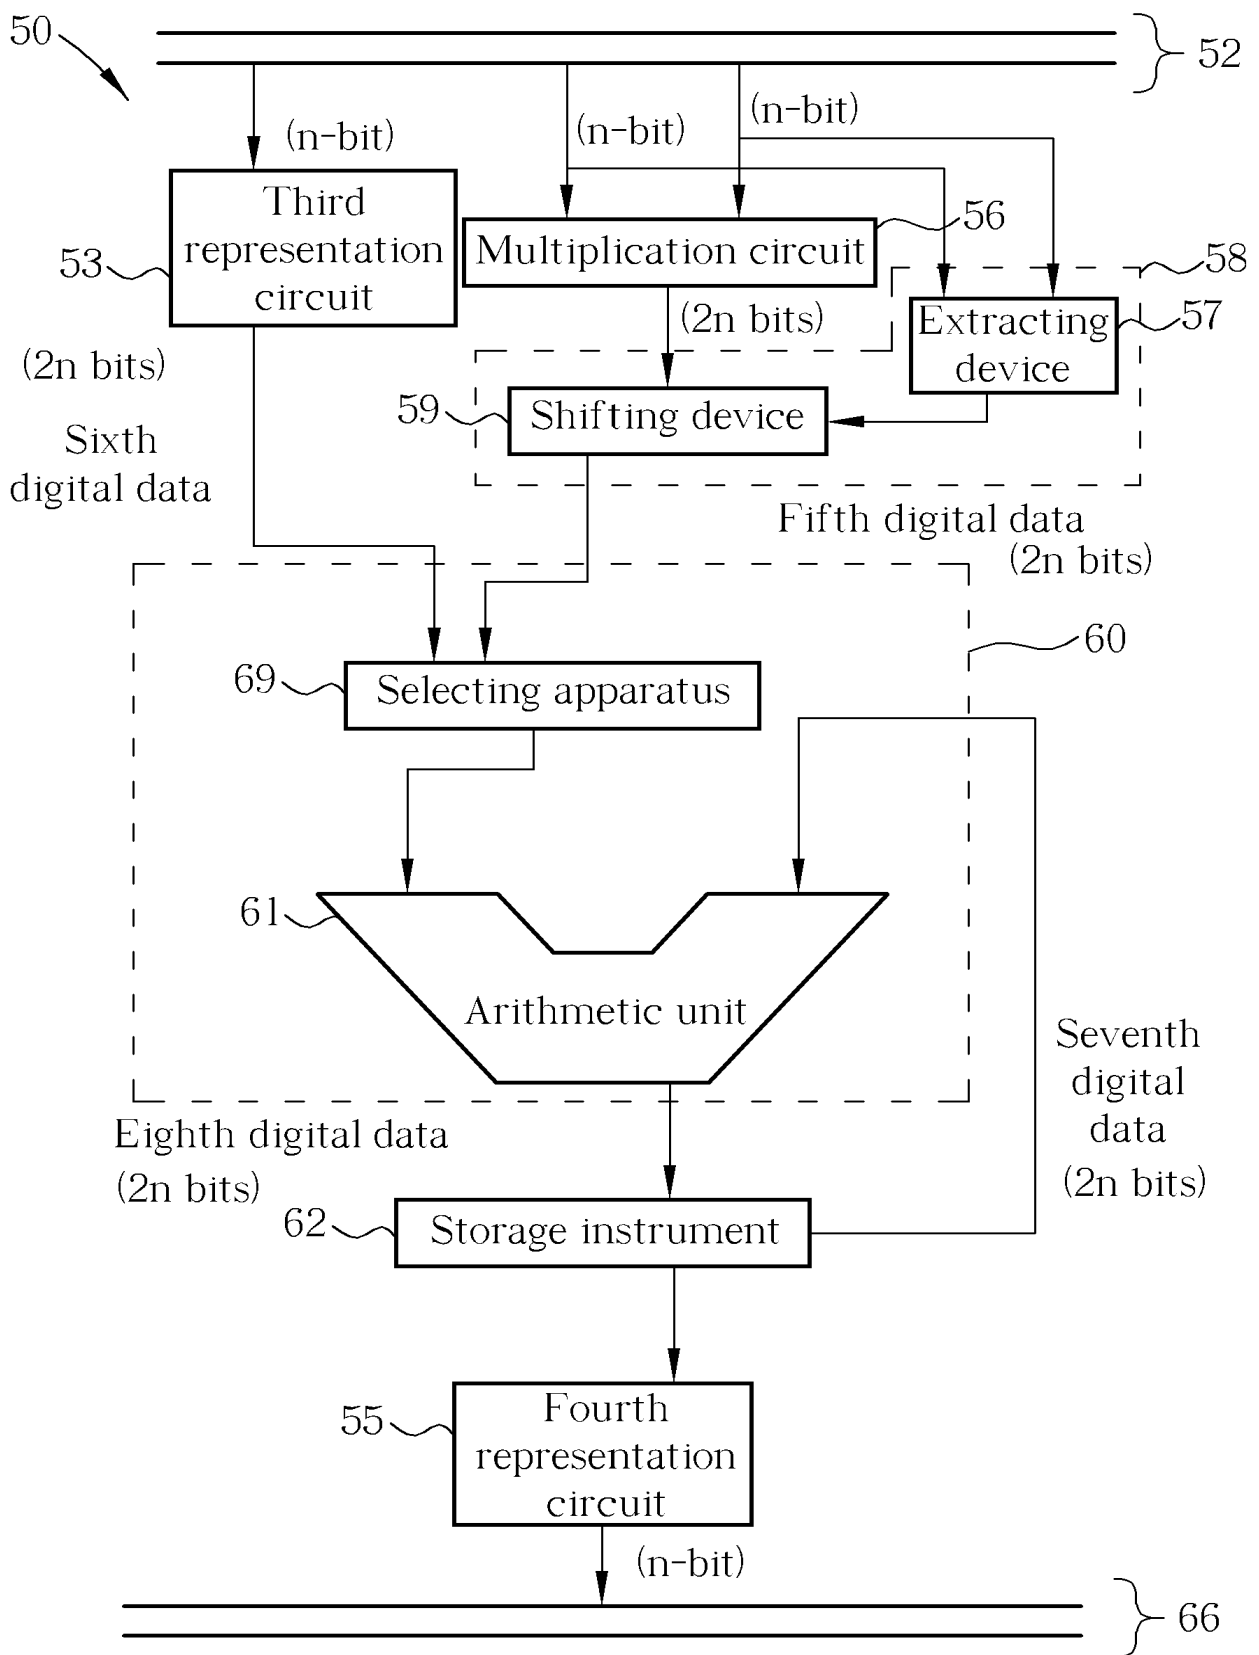 50
52
(n-bit)
(n-bit)
(n-bit)
Third
representation
circuit
53
Multiplication circuit
56
58
(2n bits)
Extracting
device
57
(2n bits)
59
Shifting device
Sixth
digital data
Fifth digital data
(2n bits)
60
69
Selecting apparatus
61
Arithmetic unit
Seventh
digital
data
(2n bits)
Eighth digital data
(2n bits)
62
Storage instrument
55
Fourth
representation
circuit
(n-bit)
66